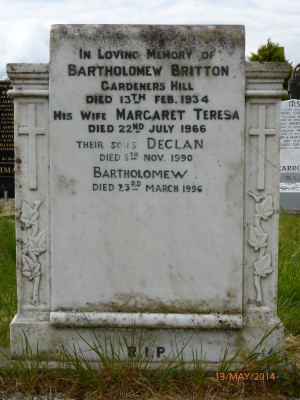 In Loving Memory of
Bartholomew Britton
Gardeners Hill
Died 13TH Feb. 1934
His Wife Margaret Teresa
Died 22ND July 1966
Their Sons Declan
Died 5TH Nov. 1990
Bartholomew
Died 23RD March 1996
R.I.P.
13/MAY/2014